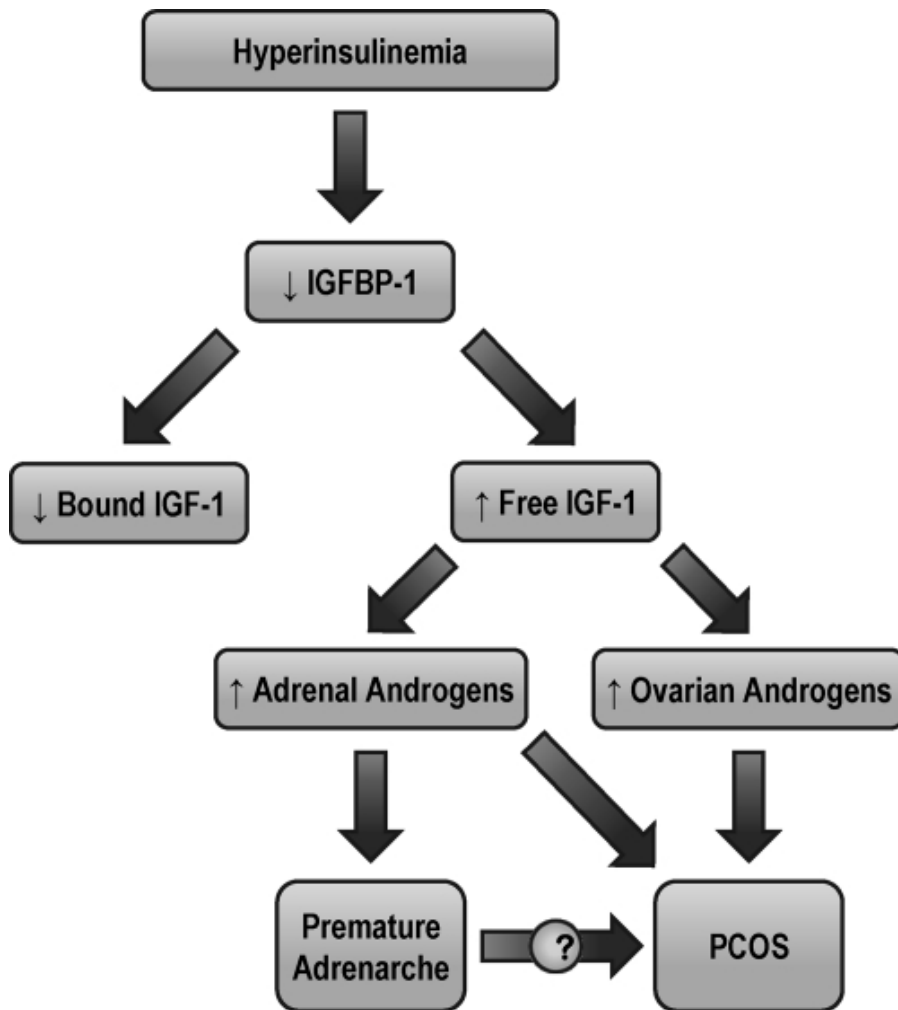 Hyperinsulinemia
↓ IGFBP-1
↓ Bound IGF-1
↑ Free IGF-1
↑ Adrenal Androgens
↑ Ovarian Androgens
Premature
Adrenarche
?
PCOS